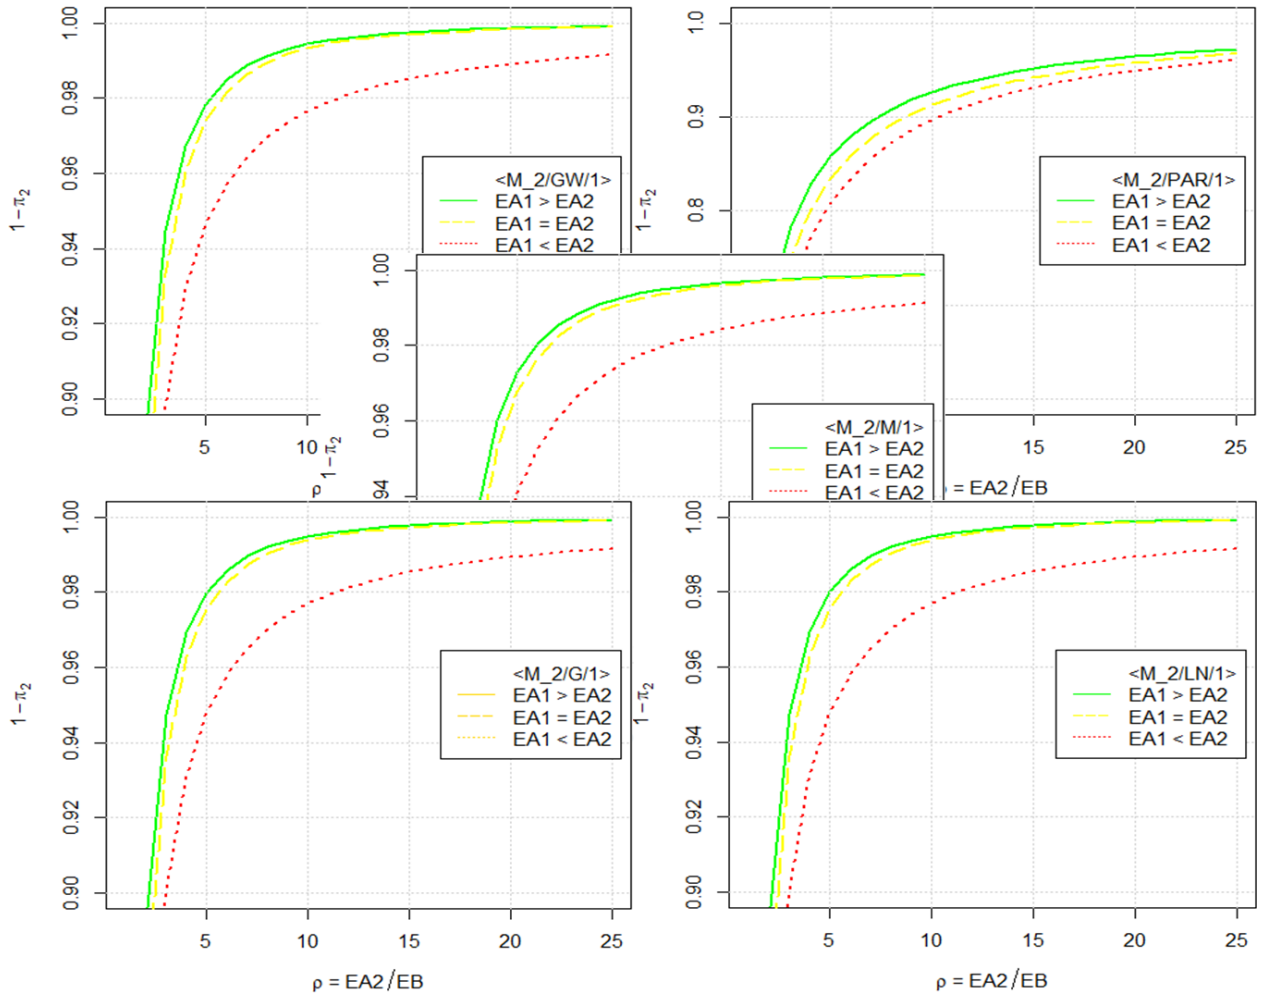 1.00
0.98
0.96
0.94
0.92
0.90
1−π2
5
10
ρ
<M_2/GW/1>
EA1 > EA2
EA1 = EA2
EA1 < EA2
1.0
0.9
0.8
1−π2
<M_2/PAR/1>
EA1 > EA2
EA1 = EA2
EA1 < EA2
15
20
25
= EA2/EB
1.00
0.98
0.96
94
1−π2
<M_2/M/1>
EA1 > EA2
EA1 = EA2
EA1 < EA2
1.00
0.98
0.96
0.94
0.92
0.90
1−π2
<M_2/G/1>
EA1 > EA2
EA1 = EA2
EA1 < EA2
5
10
15
20
25
ρ = EA2/EB
1.00
0.98
0.96
0.94
0.92
0.90
1−π2
<M_2/LN/1>
EA1 > EA2
EA1 = EA2
EA1 < EA2
5
10
15
20
25
ρ = EA2/EB